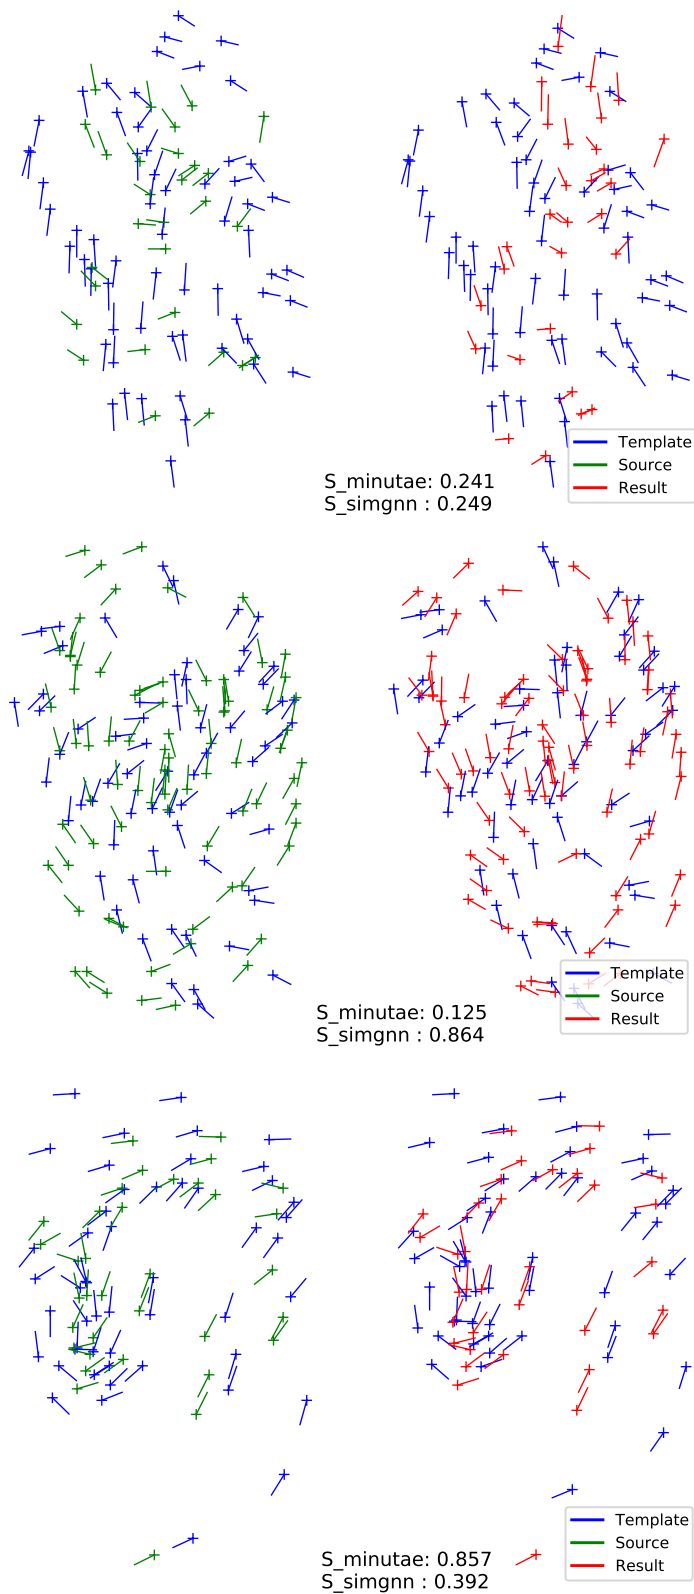 Template
Source
Result
S_minutae: 0.241
S_simgnn : 0.249
Template
Source
Result
S_minutae: 0.125
S_simgnn : 0.864
Template
Source
Result
S_minutae: 0.857
S_simgnn : 0.392